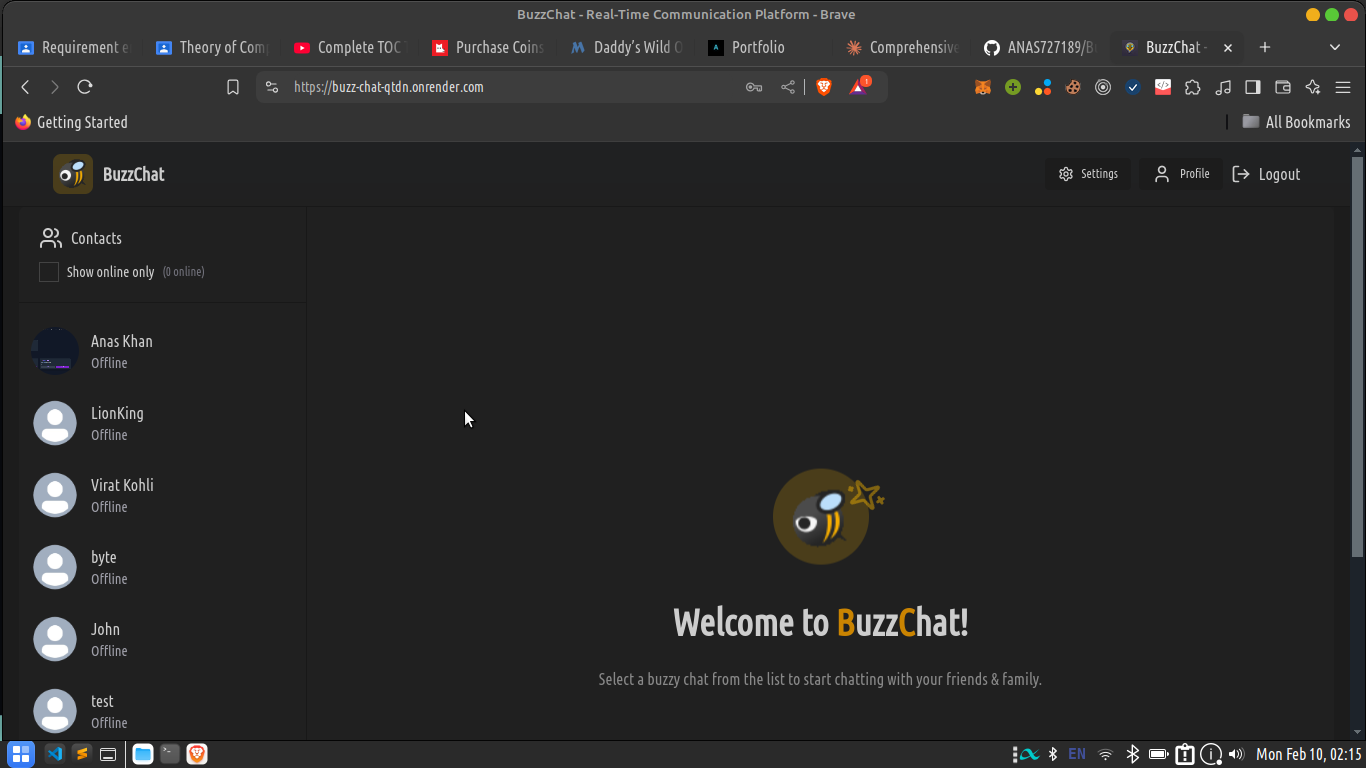 BuzzChat - Real-Time Communication Platform - Brave
Requirement e
Theory of Comp
Complete TOC
Purchase Coins
Daddy's Wild O
Portfolio
Comprehensive
ANAS727189/B
BuzzChat -
https://buzz-chat-qtdn.onrender.com
Getting Started
All Bookmarks
BuzzChat
Settings
Profile
Logout
Contacts
Show online only (0 online)
Anas Khan
Offline
LionKing
Offline
Virat Kohli
Offline
byte
Offline
John
Offline
test
Offline
Welcome to BuzzChat!
Select a buzzy chat from the list to start chatting with your friends & family.
EN
Mon Feb 10, 02:15